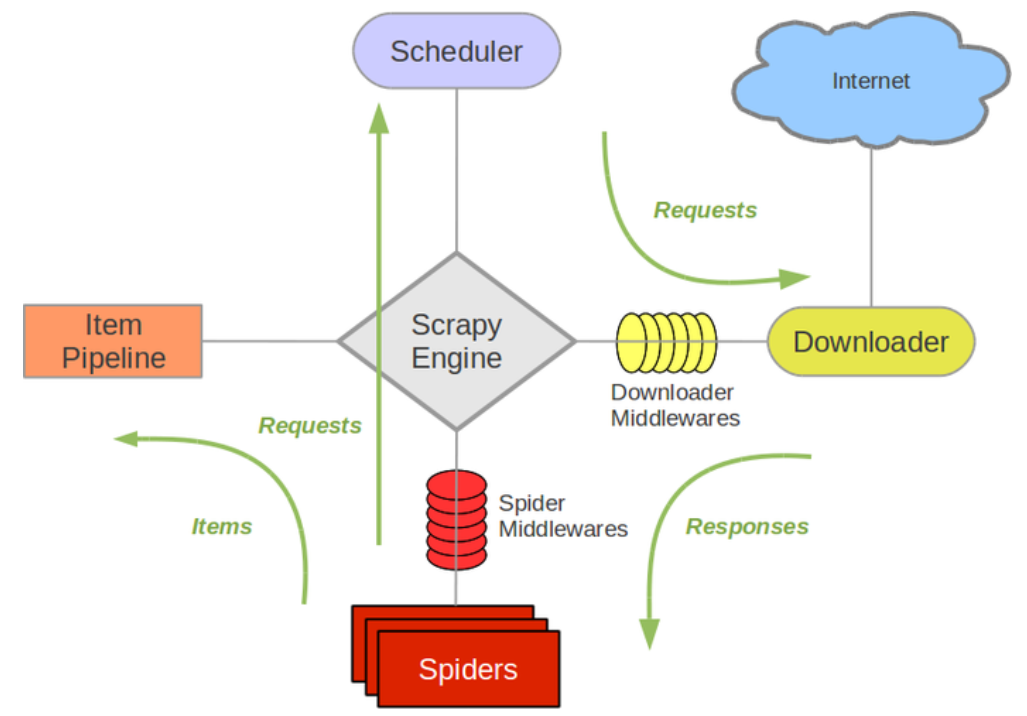 Scheduler
Internet
Requests
Item
Pipeline
Scrapy
Engine
Downloader
Downloader
Middlewares
Requests
Items
Spider
Middlewares
Responses
Spiders